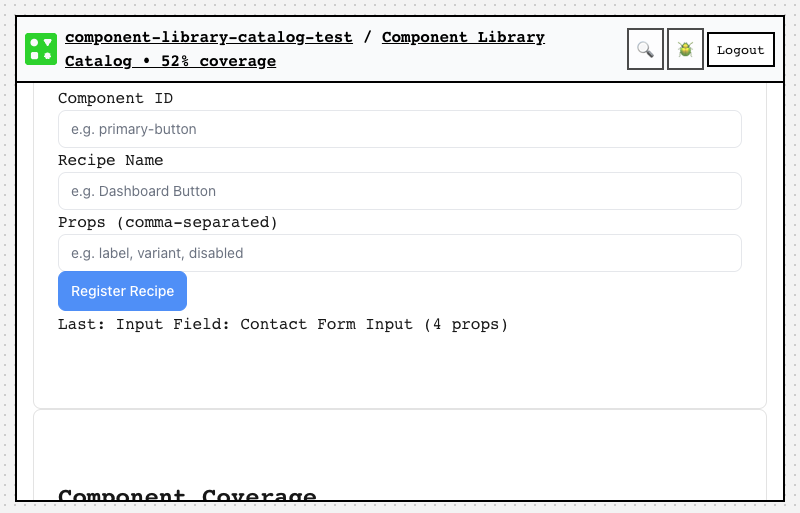 component-library-catalog-test / Component Library
Catalog • 52% coverage
Logout
Component ID
e.g. primary-button
Recipe Name
e.g. Dashboard Button
Props (comma-separated)
e.g. label, variant, disabled
Register Recipe
Last: Input Field: Contact Form Input (4 props)
Component Coverage